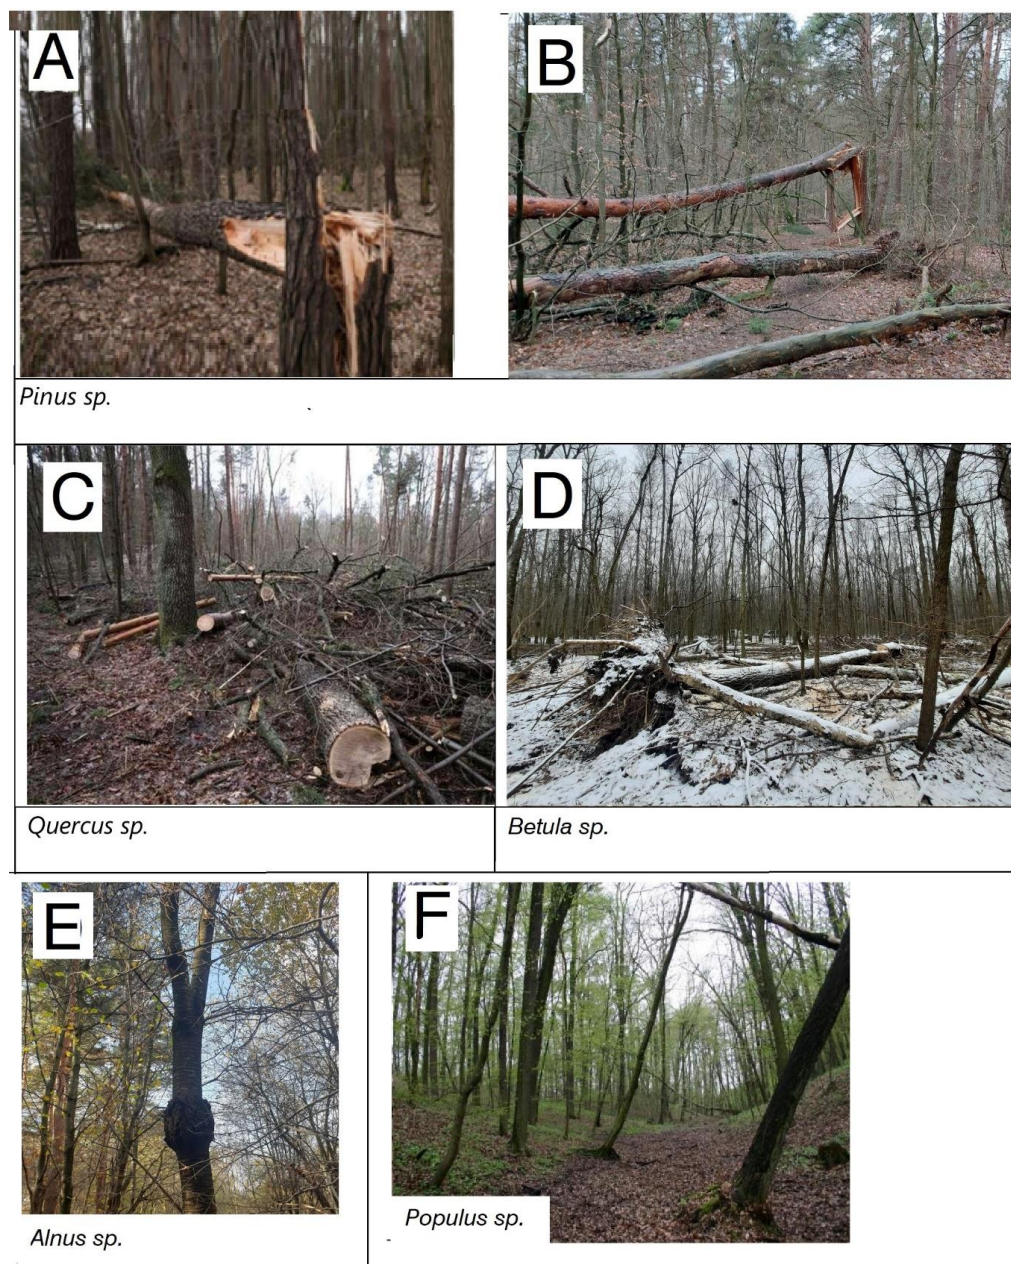 A
B
Pinus sp.
C
D
Quercus sp.
Betula sp.
E
F
Alnus sp.
Populus sp.